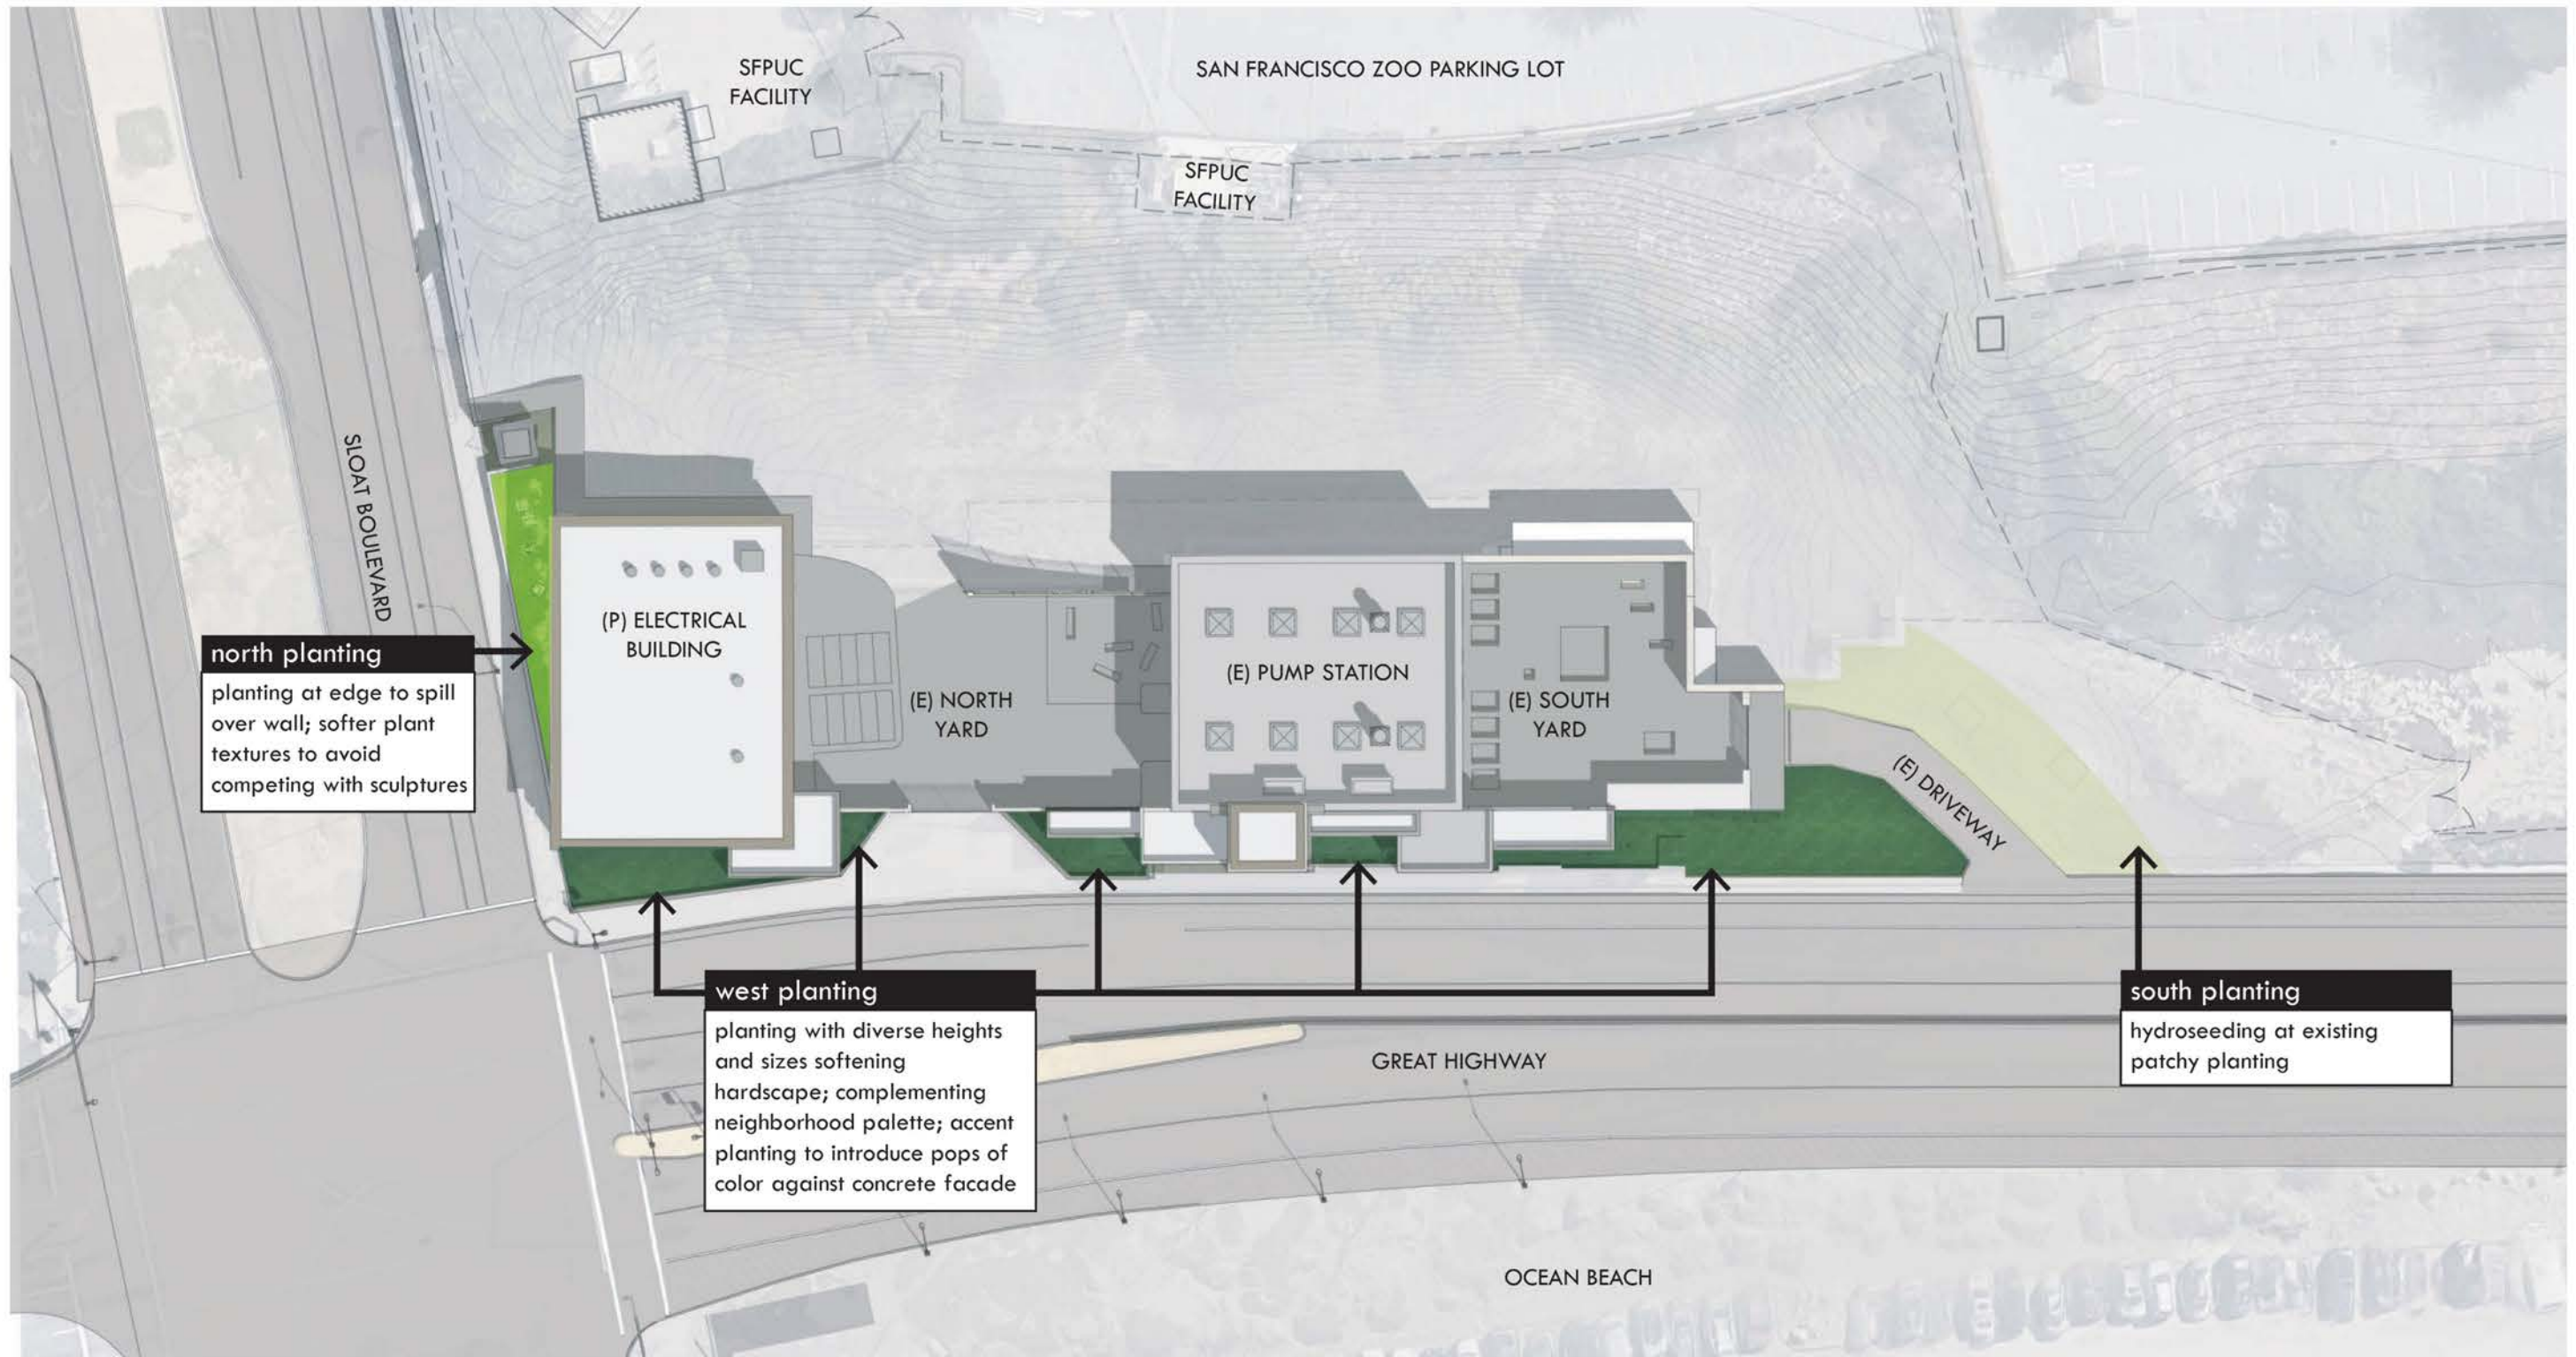 SFPUC
FACILITY
SAN FRANCISCO ZOO PARKING LOT
SFPUC
FACILITY
SLOAT BOULEVARD
(P) ELECTRICAL
BUILDING
(E) NORTH
YARD
(E) PUMP STATION
(E) SOUTH
YARD
(E) DRIVEWAY
north planting
planting at edge to spill
over wall; softer plant
textures to avoid
competing with sculptures
west planting
planting with diverse heights
and sizes softening
hardscape; complementing
neighborhood palette; accent
planting to introduce pops of
color against concrete facade
south planting
hydroseeding at existing
patchy planting
GREAT HIGHWAY
OCEAN BEACH